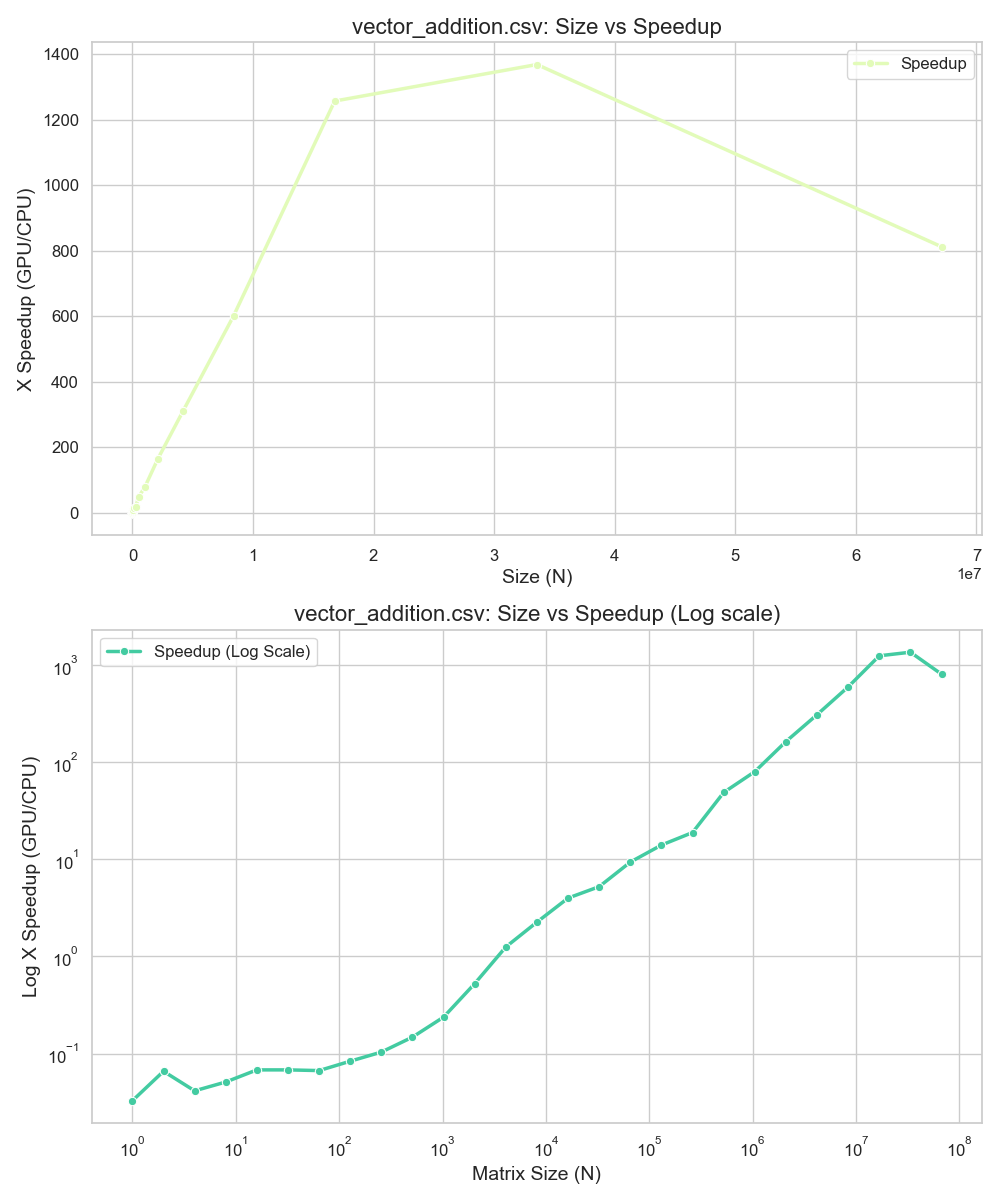 vector_addition.csv: Size vs Speedup
Speedup
X Speedup (GPU/CPU)
1400
1200
1000
800
600
400
200
0
0 1 2 3 4 5 6 7
1e7
Size (N)
vector_addition.csv: Size vs Speedup (Log scale)
Speedup (Log Scale)
Log X Speedup (GPU/CPU)
10³
10²
10¹
10⁰
10⁻¹
10⁰ 10¹ 10² 10³ 10⁴ 10⁵ 10⁶ 10⁷ 10⁸
Matrix Size (N)